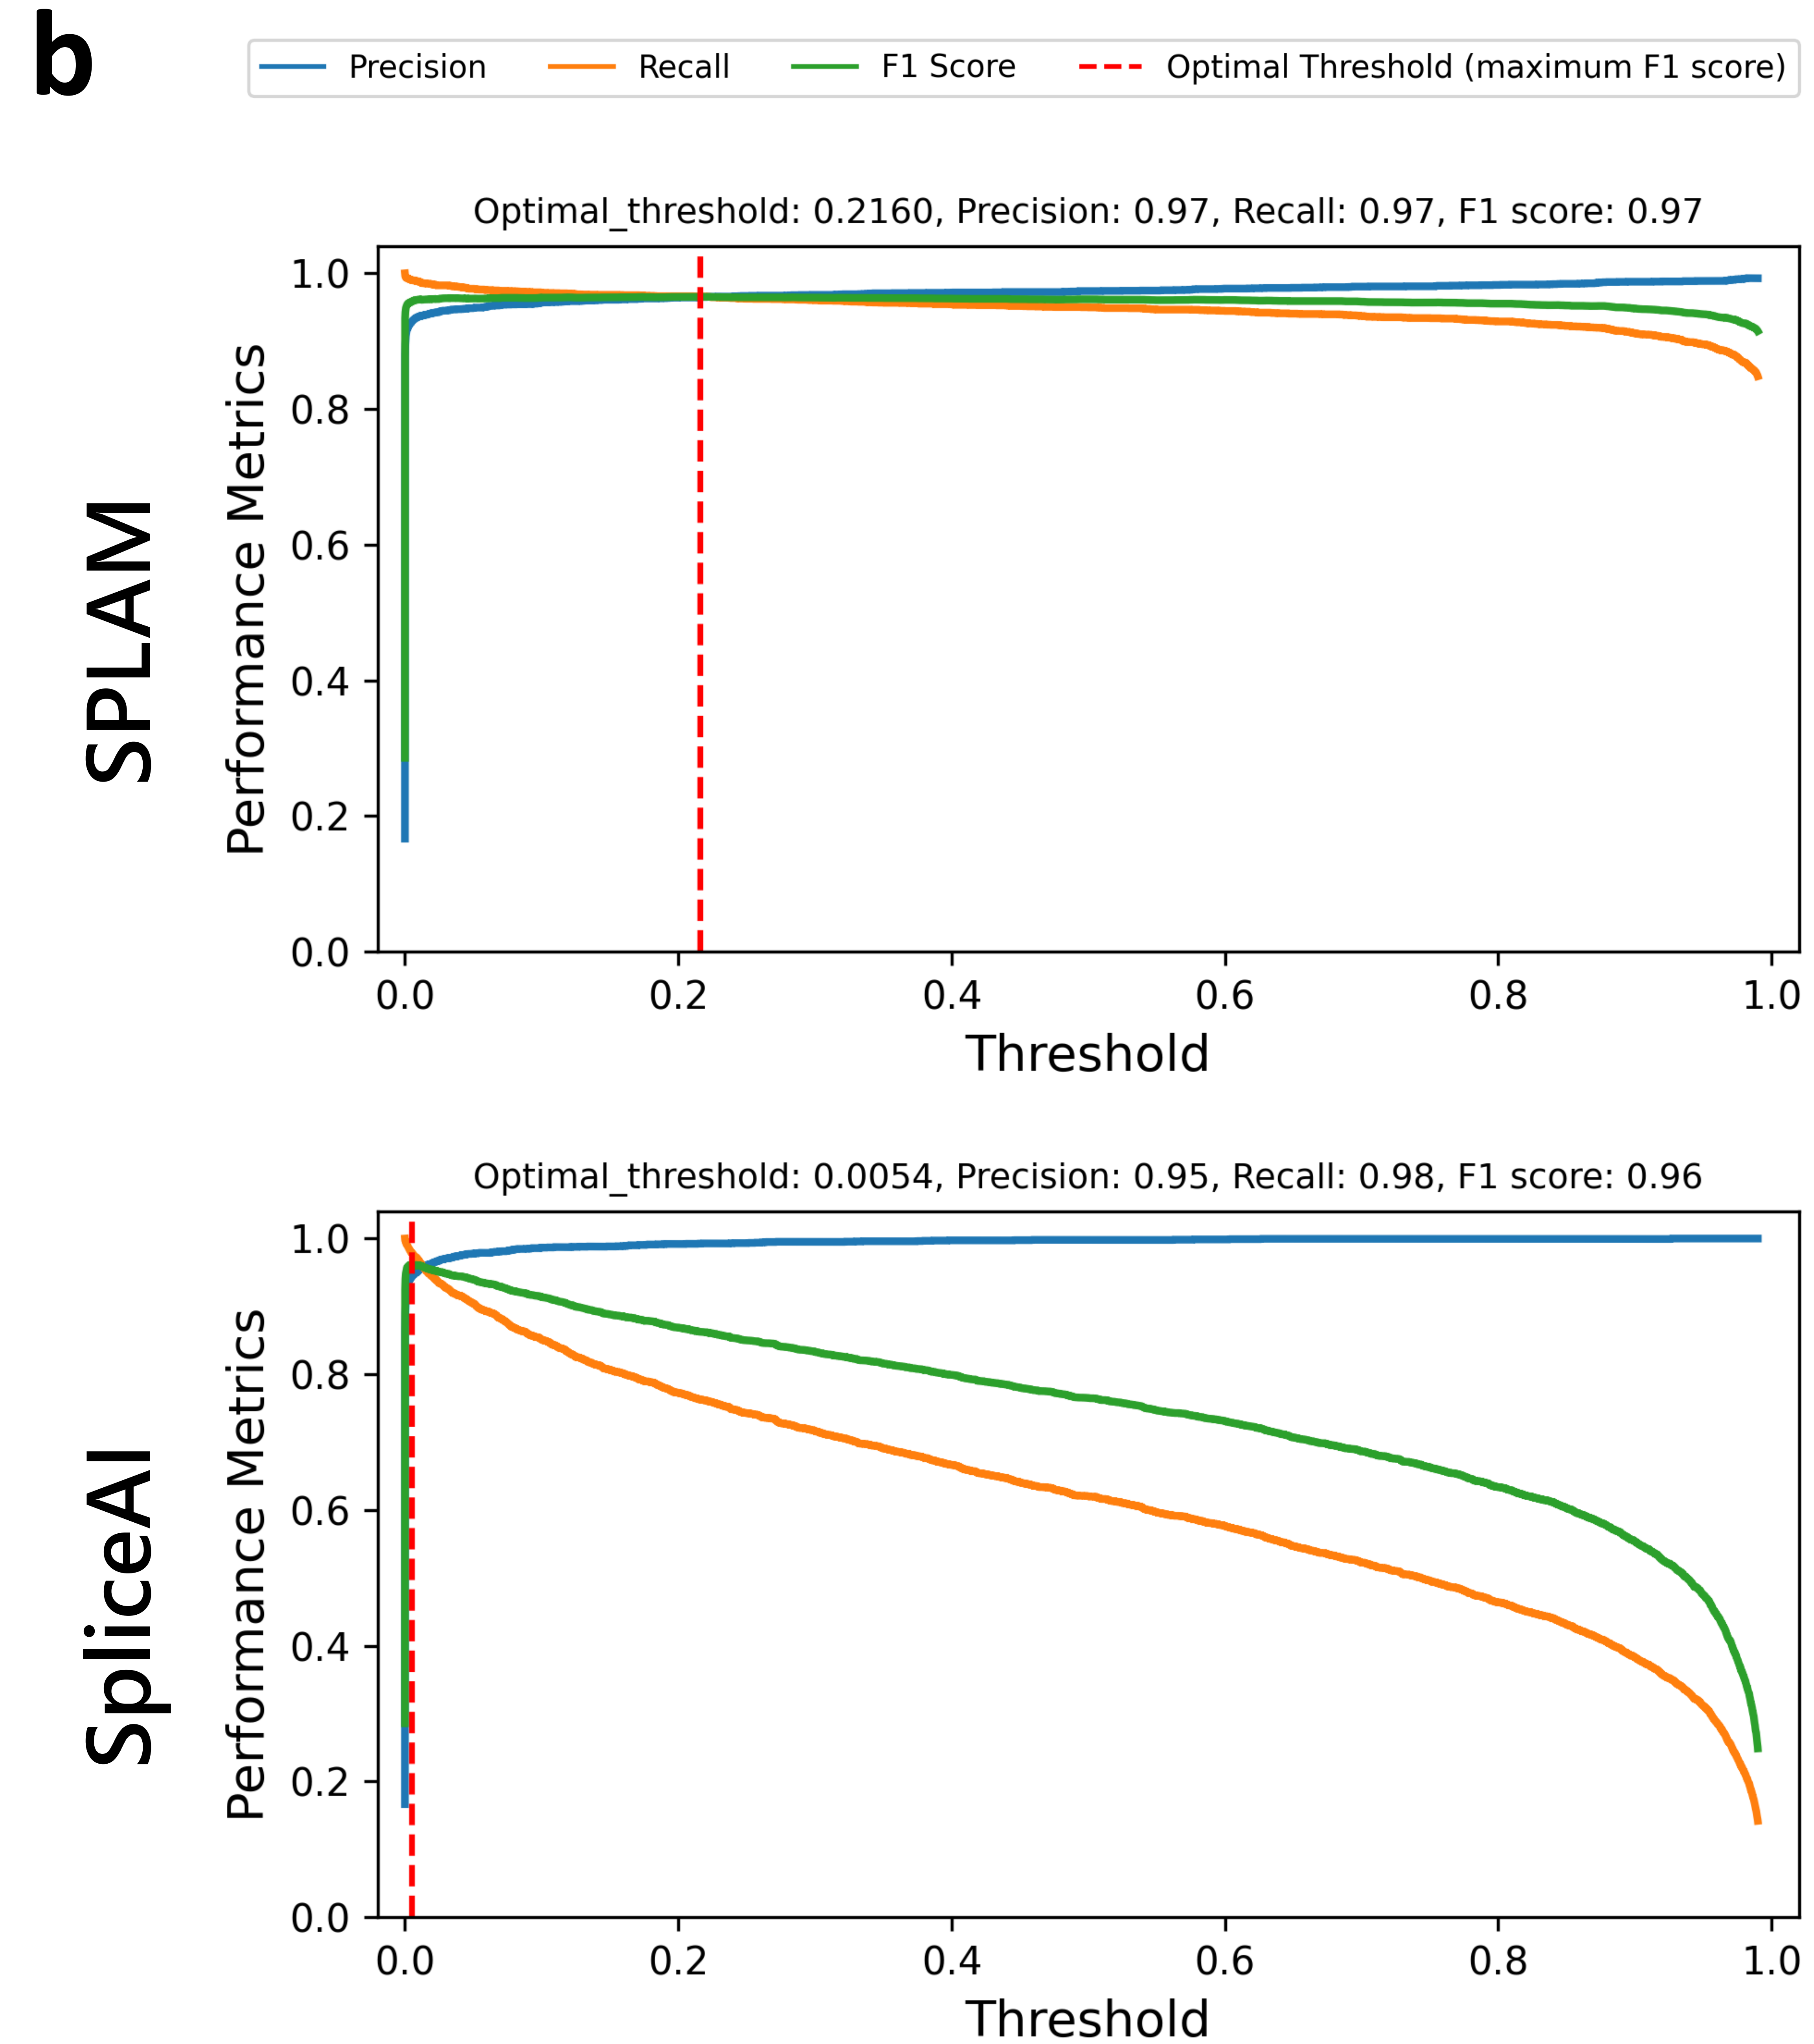 b
Precision Recall F1 Score Optimal Threshold (maximum F1 score)
Optimal_threshold: 0.2160, Precision: 0.97, Recall: 0.97, F1 score: 0.97
SPLAM
Performance Metrics
1.0
0.8
0.6
0.4
0.2
0.0
0.0 0.2 0.4 0.6 0.8 1.0
Threshold
Optimal_threshold: 0.0054, Precision: 0.95, Recall: 0.98, F1 score: 0.96
SpliceAI
Performance Metrics
1.0
0.8
0.6
0.4
0.2
0.0
0.0 0.2 0.4 0.6 0.8 1.0
Threshold